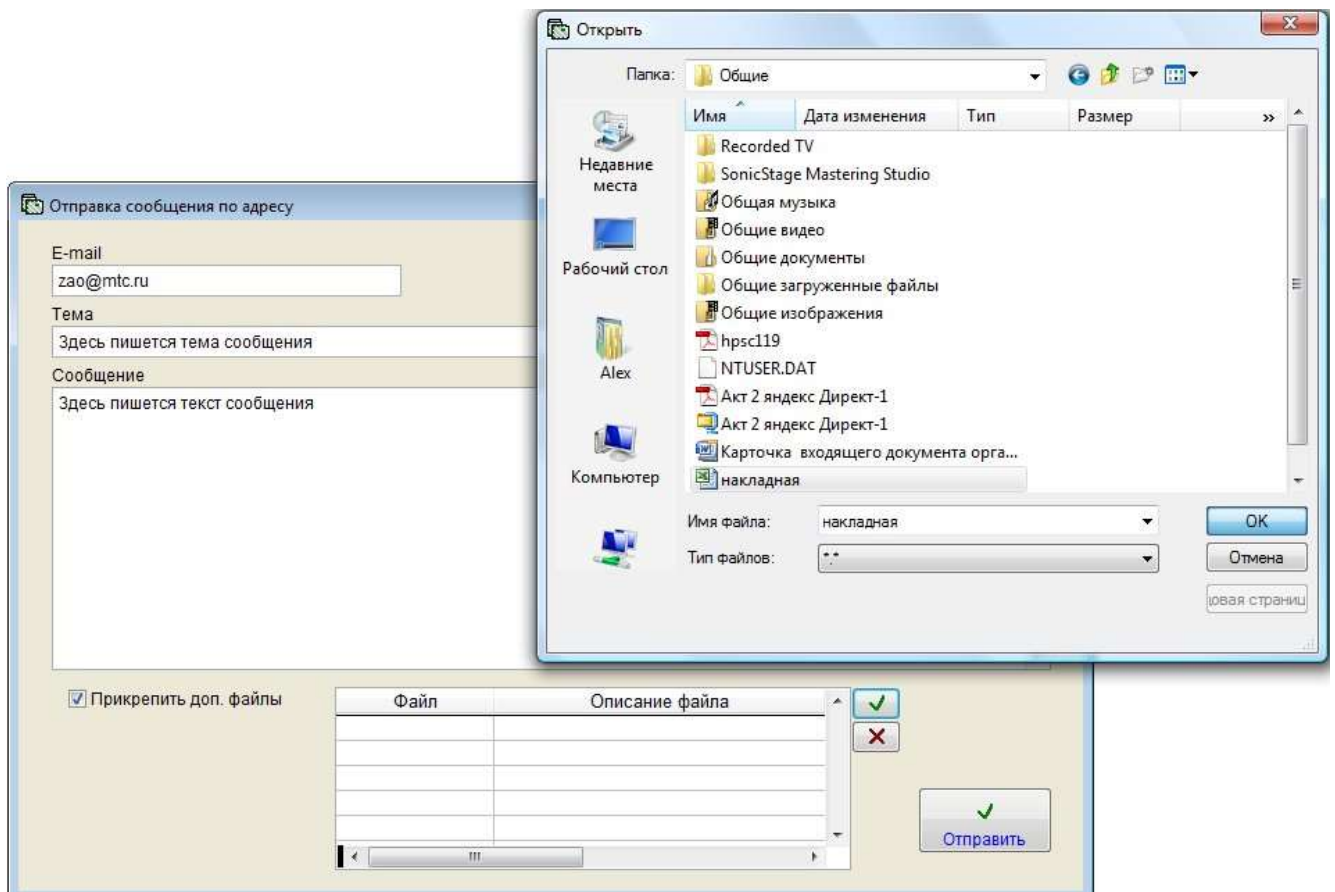 Открыть
Папка: Общие
Имя Дата изменения Тип Размер »
Недавние места
Рабочий стол
Alex
Компьютер
Recorded TV
SonicStage Mastering Studio
Общая музыка
Общие видео
Общие документы
Общие загруженные файлы
Общие изображения
hpsc119
NTUSER.DAT
Акт 2 яндекс Директ-1
Акт 2 яндекс Директ-1
Карточка входящего документа орга...
накладная
Имя файла: накладная OK
Тип файлов: *.* Отмена
овая страниц
Отправка сообщения по адресу
E-mail
zao@mtc.ru
Тема
Здесь пишется тема сообщения
Сообщение
Здесь пишется текст сообщения
Прикрепить доп. файлы
Файл Описание файла
Отправить